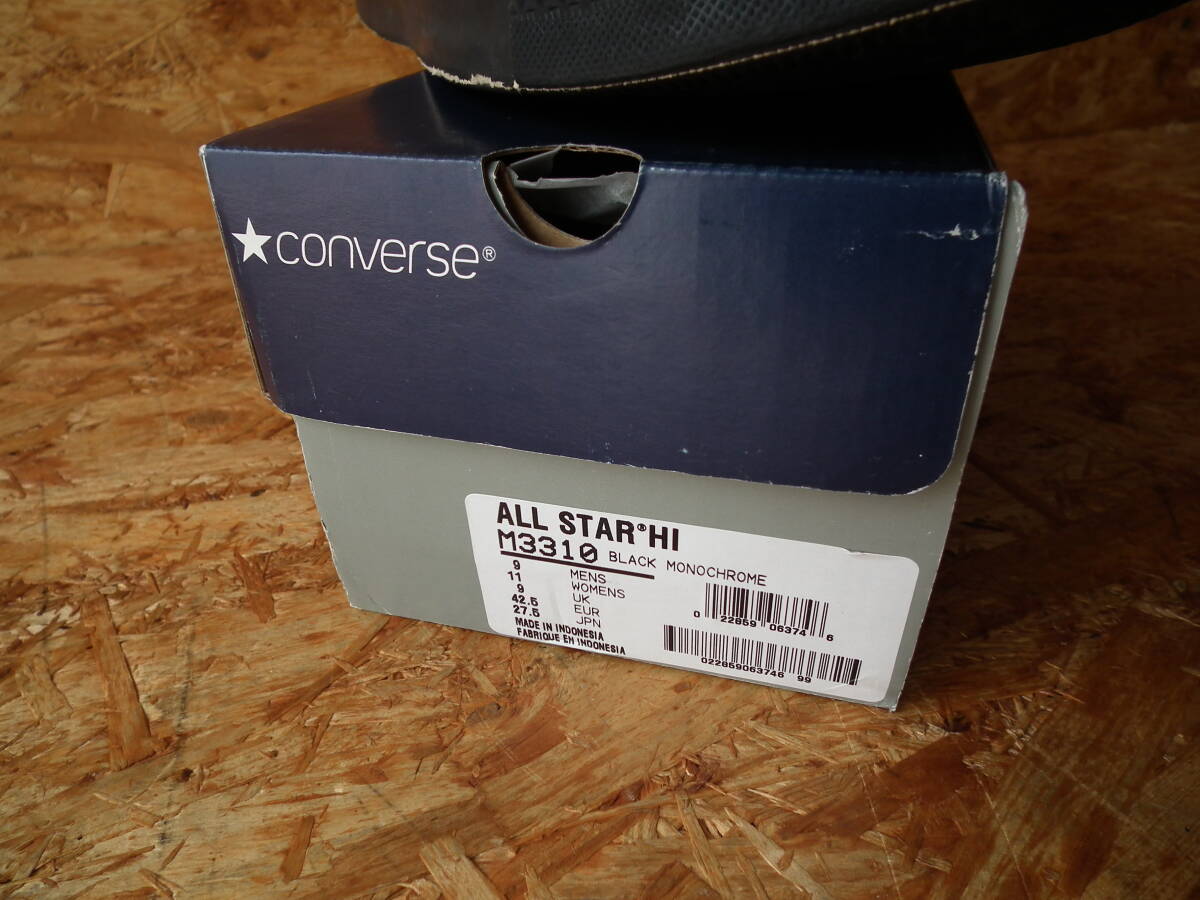 converse®
ALL STAR® HI
M3310 BLACK MONOCHROME
9 MENS
11 WOMENS
9 UK
42.5 EUR
27.5 JPN
MADE IN INDONESIA
FABRIQUE EN INDONESIA
0 22859 06374 6
022859063746 99